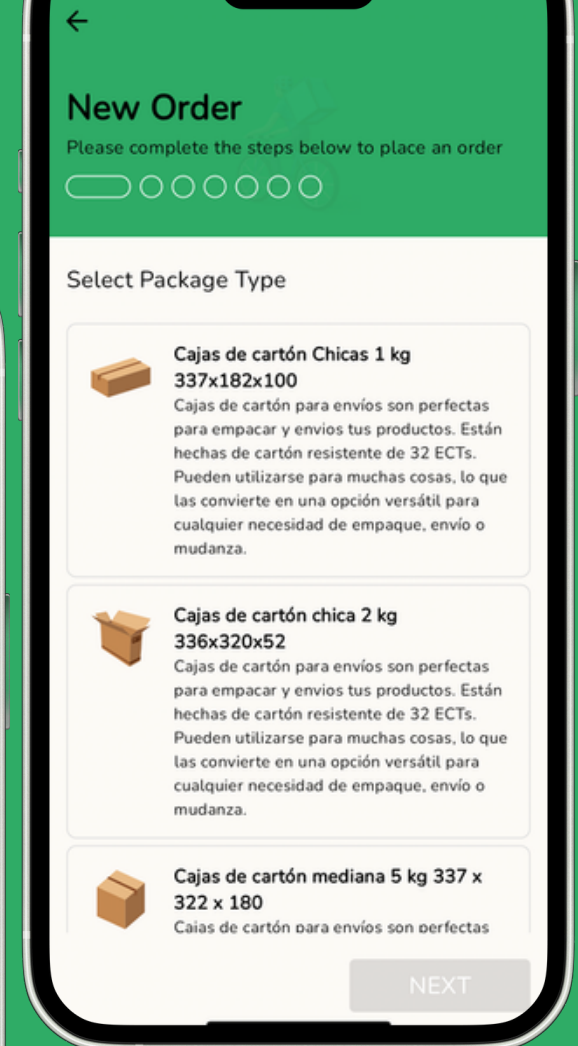 New Order
Please complete the steps below to place an order
Select Package Type
Cajas de cartón Chicas 1 kg
337x182x100
Cajas de cartón para envíos son perfectas
para empacar y envios tus productos. Están
hechas de cartón resistente de 32 ECTs.
Pueden utilizarse para muchas cosas, lo que
las convierte en una opción versátil para
cualquier necesidad de empaque, envío o
mudanza.
Cajas de cartón chica 2 kg
336x320x52
Cajas de cartón para envíos son perfectas
para empacar y envios tus productos. Están
hechas de cartón resistente de 32 ECTs.
Pueden utilizarse para muchas cosas, lo que
las convierte en una opción versátil para
cualquier necesidad de empaque, envío o
mudanza.
Cajas de cartón mediana 5 kg 337 x
322 x 180
Cajas de cartón para envíos son perfectas
NEXT